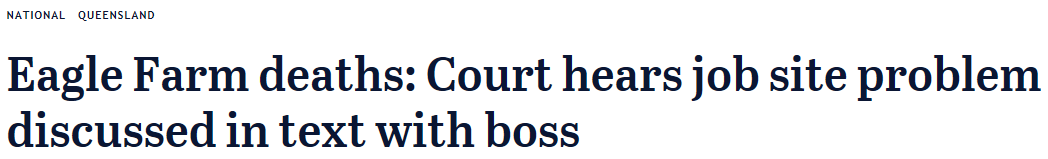 NATIONAL QUEENSLAND
Eagle Farm deaths: Court hears job site problem
discussed in text with boss